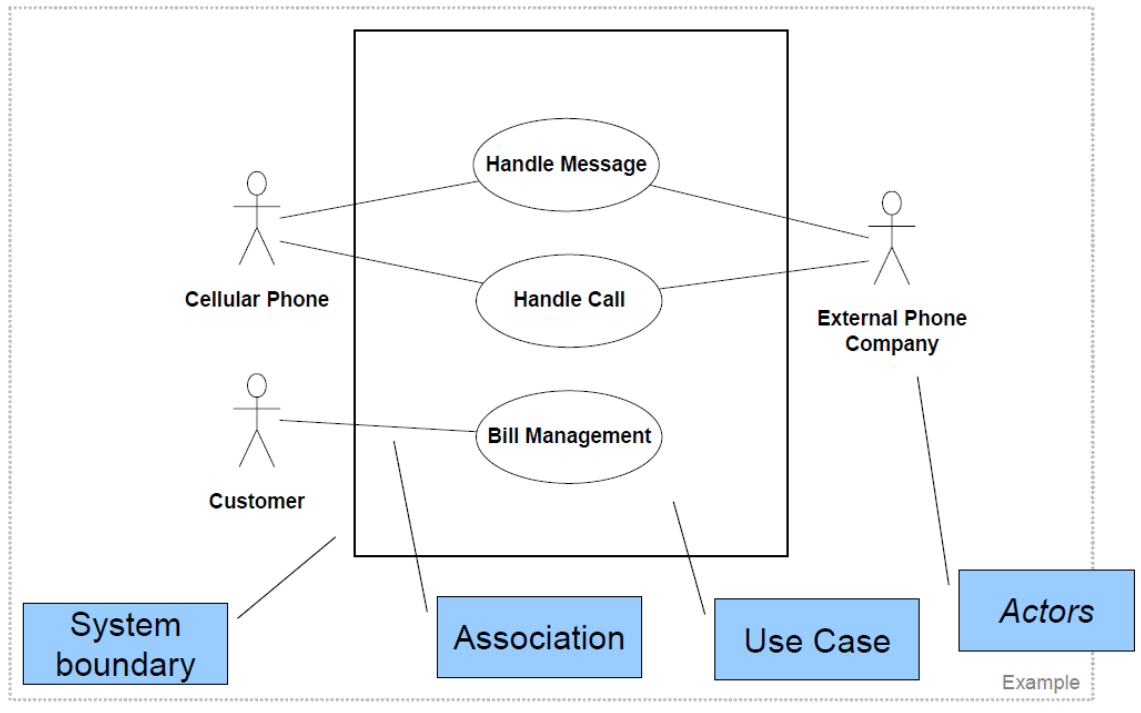 Handle Message
Cellular Phone
Handle Call
External Phone
Company
Bill Management
Customer
System
boundary
Association
Use Case
Actors
Example